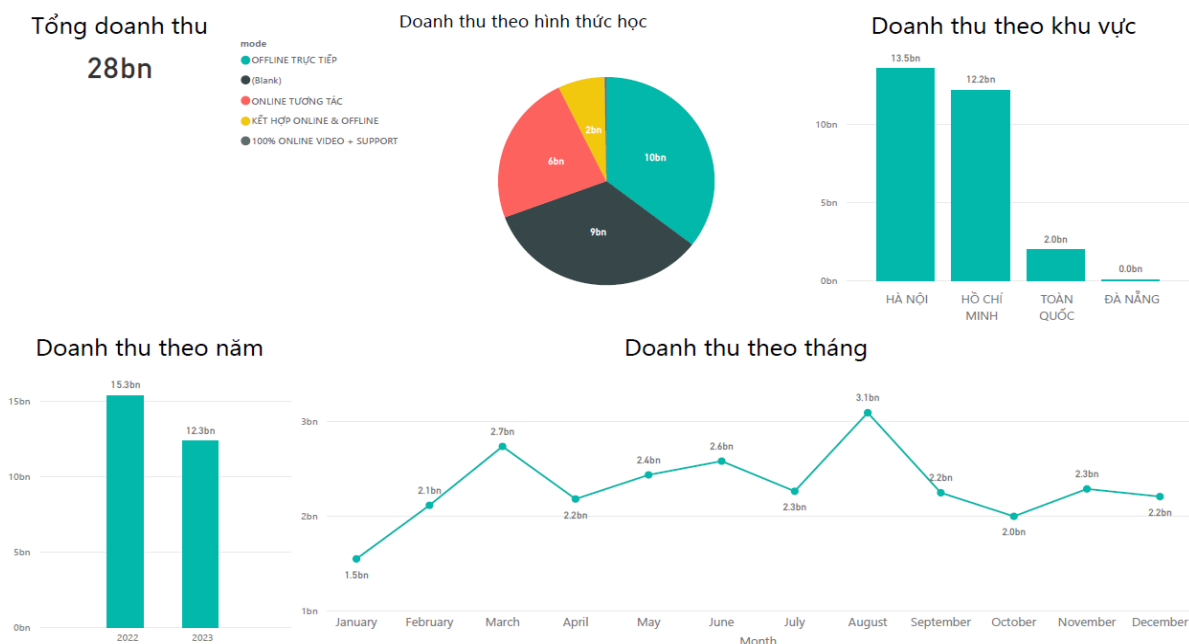 Tổng doanh thu
28bn
Doanh thu theo hình thức học
mode
OFFLINE TRỰC TIẾP
(Blank)
ONLINE TƯƠNG TÁC
KẾT HỢP ONLINE & OFFLINE
100% ONLINE VIDEO + SUPPORT
10bn
9bn
6bn
2bn
Doanh thu theo khu vực
10bn
5bn
0bn
13.5bn
12.2bn
2.0bn
0.0bn
HÀ NỘI
HỒ CHÍ
MINH
TOÀN
QUỐC
ĐÀ NẴNG
Doanh thu theo năm
15bn
10bn
5bn
0bn
15.3bn
12.3bn
2022
2023
Doanh thu theo tháng
3bn
2bn
1bn
1.5bn
2.1bn
2.7bn
2.2bn
2.4bn
2.6bn
2.3bn
3.1bn
2.2bn
2.0bn
2.3bn
2.2bn
January
February
March
April
May
June
July
August
September
October
November
December
Month